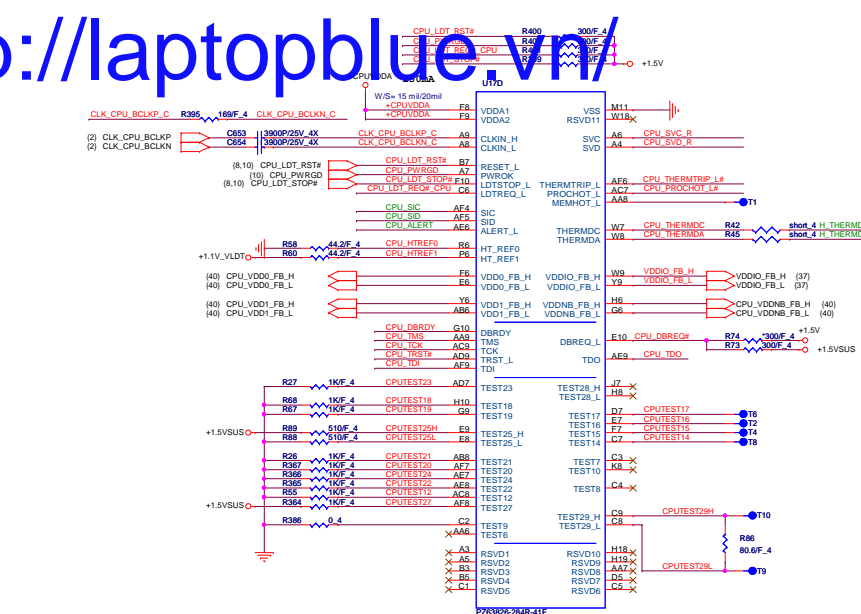 p://laptopblue.vn/
CPU_LDT_RST# R400 300/F_4
+1.5V
CPUVDDA
U17D
W/S= 15 mil/20mil
+CPUVDDA F8 VDDA1 VSS M11
+CPUVDDA F9 VDDA2 RSVD11 W18
CLK_CPU_BCLKP_C R395 169/F_4 CLK_CPU_BCLKN_C
(2) CLK_CPU_BCLKP C653 3900P/25V_4X CLK_CPU_BCLKP_C A9 CLKIN_H SVC A6 CPU_SVC_R
(2) CLK_CPU_BCLKN C654 3900P/25V_4X CLK_CPU_BCLKN_C A8 CLKIN_L SVD A4 CPU_SVD_R
(8,10) CPU_LDT_RST# CPU_LDT_RST# B7 RESET_L
(10) CPU_PWRGD CPU_PWRGD A7 PWROK
(8,10) CPU_LDT_STOP# CPU_LDT_STOP# F10 LDTSTOP_L THERMTRIP_L AF6 CPU_THERMTRIP_L#
CPU_LDT_REQ#_CPU C6 LDTREQ_L PROCHOT_L AC7 CPU_PROCHOT_L#
MEMHOT_L AA8 T1
CPU_SIC AF4 SIC
CPU_SID AF5 SID
CPU_ALERT AE6 ALERT_L
THERMDC W7 CPU_THERMDC R42 short_4 H_THERMD
THERMDA W8 CPU_THERMDA R45 short_4 H_THERMD
R58 44.2/F_4 CPU_HTREF0 R6 HT_REF0
+1.1V_VLDT R60 44.2/F_4 CPU_HTREF1 P6 HT_REF1
(40) CPU_VDD0_FB_H F6 VDD0_FB_H VDDIO_FB_H W9 VDDIO_FB_H VDDIO_FB_H (37)
(40) CPU_VDD0_FB_L E6 VDD0_FB_L VDDIO_FB_L Y9 VDDIO_FB_L VDDIO_FB_L (37)
(40) CPU_VDD1_FB_H Y6 VDD1_FB_H VDDNB_FB_H H6 CPU_VDDNB_FB_H (40)
(40) CPU_VDD1_FB_L AB6 VDD1_FB_L VDDNB_FB_L G6 CPU_VDDNB_FB_L (40)
CPU_DBRDY G10 DBRDY
CPU_TMS AA9 TMS
CPU_TCK AC9 TCK
CPU_TRST# AD9 TRST_L
CPU_TDI AF9 TDI
DBREQ_L E10 CPU_DBREQ# R74 *300/F_4 +1.5V
R73 300/F_4 +1.5VSUS
TDO AE9 CPU_TDO
R27 1K/F_4 CPUTEST23 AD7 TEST23 TEST28_H J7
TEST28_L H8
R68 1K/F_4 CPUTEST18 H10 TEST18
R67 1K/F_4 CPUTEST19 G9 TEST19
TEST17 D7 CPUTEST17 T6
TEST16 E7 CPUTEST16 T2
TEST15 F7 CPUTEST15 T4
TEST14 C7 CPUTEST14 T8
+1.5VSUS R89 510/F_4 CPUTEST25H E9 TEST25_H
R88 510/F_4 CPUTEST25L E8 TEST25_L
R26 1K/F_4 CPUTEST21 AB8 TEST21 TEST7 C3
R367 1K/F_4 CPUTEST20 AF7 TEST20 TEST10 K8
R366 1K/F_4 CPUTEST24 AE7 TEST24
R365 1K/F_4 CPUTEST22 AE8 TEST22 TEST8 C4
R55 1K/F_4 CPUTEST12 AC8 TEST12
+1.5VSUS R364 1K/F_4 CPUTEST27 AF8 TEST27
R386 0_4 C2 TEST9 TEST29_H C9 CPUTEST29H T10
AA6 TEST6 TEST29_L C8
R86
80.6/F_4
CPUTEST29L T9
A3 RSVD1 RSVD10 H18
A5 RSVD2 RSVD9 H19
B3 RSVD3 RSVD8 AA7
B5 RSVD4 RSVD7 D5
C1 RSVD5 RSVD6 C5
PZ63826-284R-41F